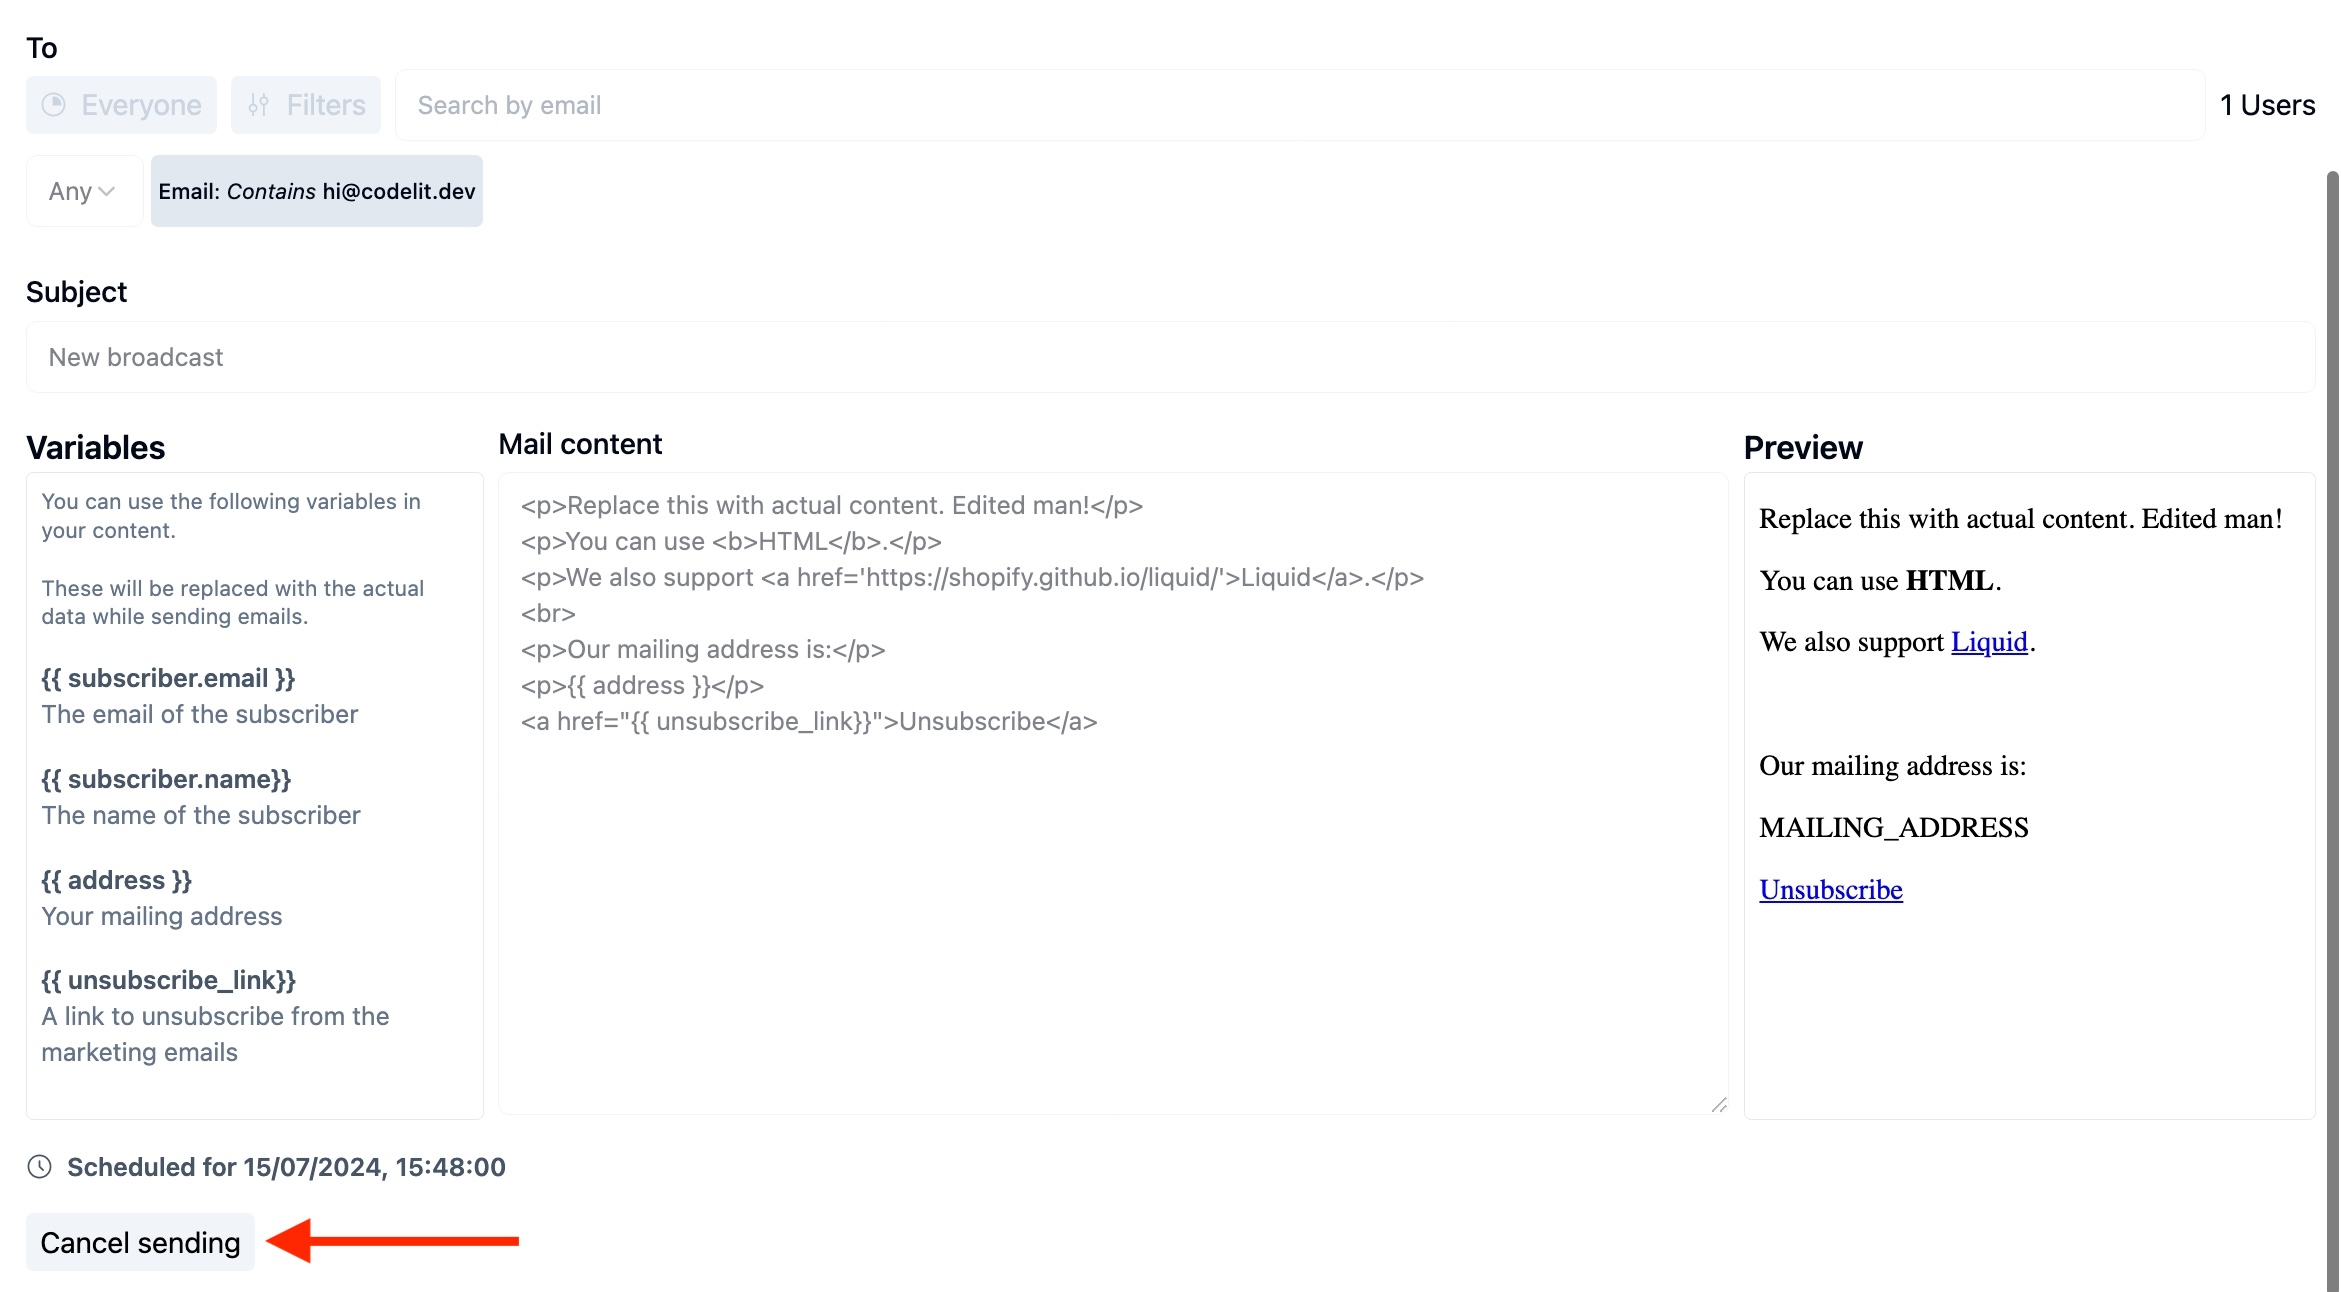 To
Everyone Filters Search by email 1 Users
Any Email: Contains hi@codelit.dev
Subject
New broadcast
Variables
You can use the following variables in
your content.
These will be replaced with the actual
data while sending emails.
{{ subscriber.email }}
The email of the subscriber
{{ subscriber.name}}
The name of the subscriber
{{ address }}
Your mailing address
{{ unsubscribe_link}}
A link to unsubscribe from the
marketing emails
Mail content
<p>Replace this with actual content. Edited man!</p>
<p>You can use <b>HTML</b>.</p>
<p>We also support <a href='https://shopify.github.io/liquid/'>Liquid</a>.</p>
<br>
<p>Our mailing address is:</p>
<p>{{ address }}</p>
<a href="{{ unsubscribe_link}}">Unsubscribe</a>
Preview
Replace this with actual content. Edited man!
You can use HTML.
We also support Liquid.
Our mailing address is:
MAILING_ADDRESS
Unsubscribe
Scheduled for 15/07/2024, 15:48:00
Cancel sending